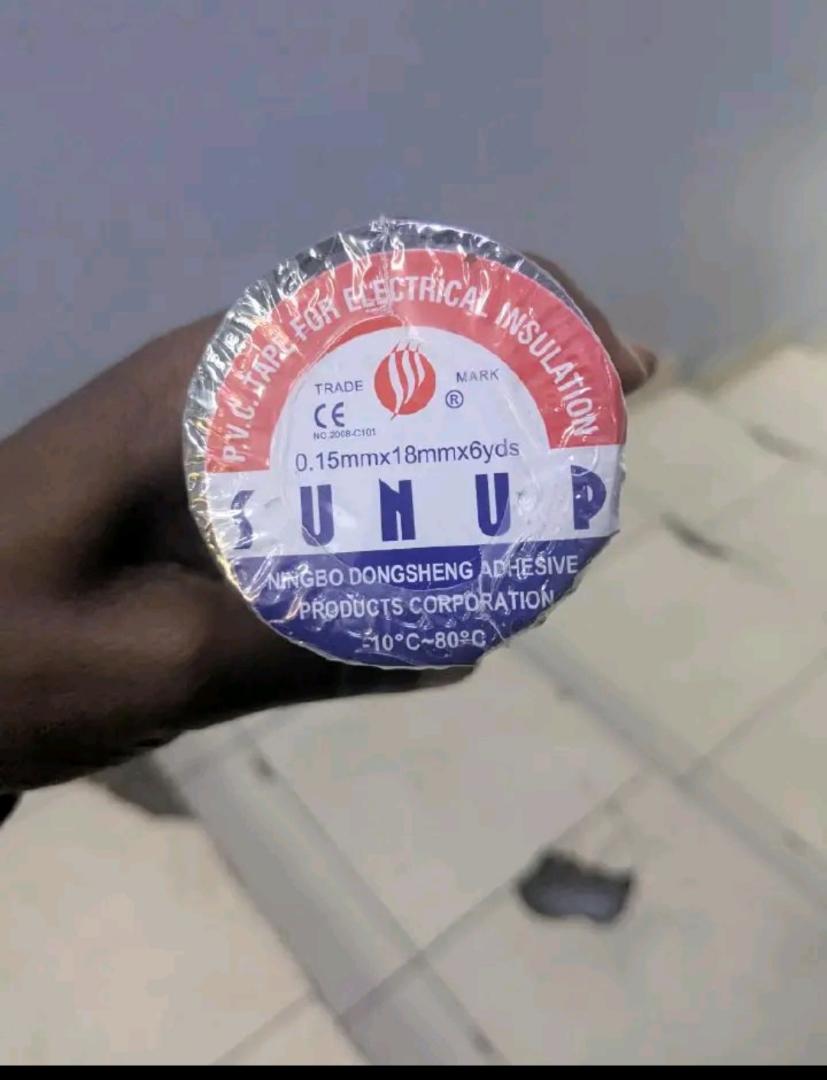 P.V.C. TAPE FOR ELECTRICAL INSULATION
TRADE MARK
CE ®
NO.2008-C101
0.15mmx18mmx6yds
SUNUP
NINGBO DONGSHENG ADHESIVE
PRODUCTS CORPORATION
-10°C~80°C